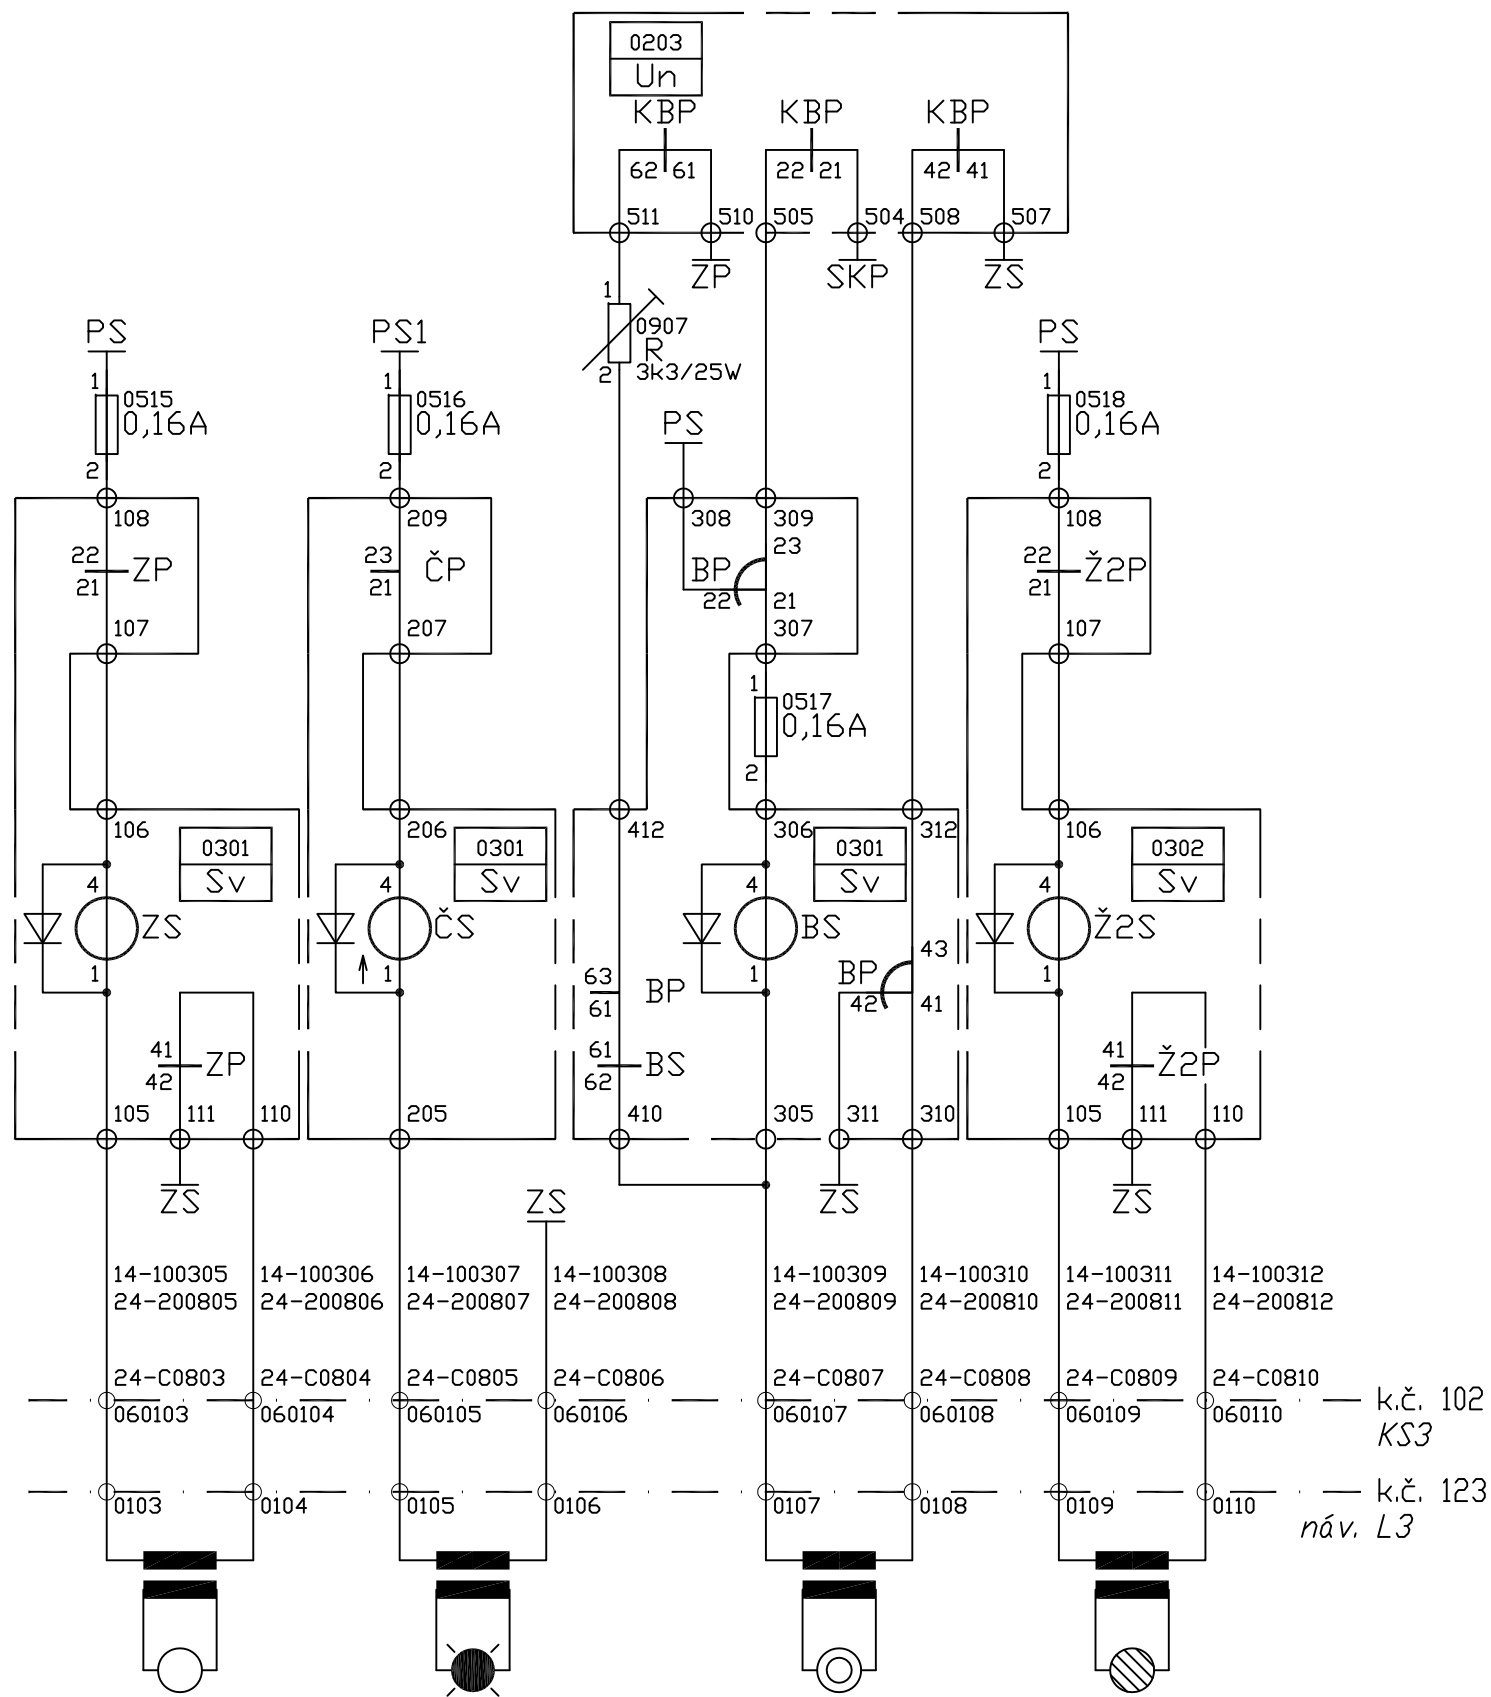 0203
Un
KBP KBP KBP
62 61 22 21 42 41
511 510 505 504 508 507
ZP SKP ZS
1
0907
R
3k3/25W
2
PS PS1 PS
1 1 1
0515 0516 0518
0,16A 0,16A 0,16A
2 2 2
PS
108 209 308 309 108
22 ZP 23 ČP BP 23 22 Ž2P
21 21 22 21 21
107 207 307 107
1
0517
0,16A
2
106 206 412 306 312 106
0301 0301 0301 0302
Sv Sv Sv Sv
4 4 4 4
ZS ČS BS Ž2S
1 1 1 1
63 BP BP 43
61 42 41
41 ZP 61 BS 41 Ž2P
42 62 42
105 111 110 205 410 305 311 310 105 111 110
ZS ZS ZS ZS
14-100305 14-100306 14-100307 14-100308 14-100309 14-100310 14-100311 14-100312
24-200805 24-200806 24-200807 24-200808 24-200809 24-200810 24-200811 24-200812
24-C0803 24-C0804 24-C0805 24-C0806 24-C0807 24-C0808 24-C0809 24-C0810
k.č. 102
060103 060104 060105 060106 060107 060108 060109 060110
KS3
k.č. 123
0103 0104 0105 0106 0107 0108 0109 0110
náv. L3